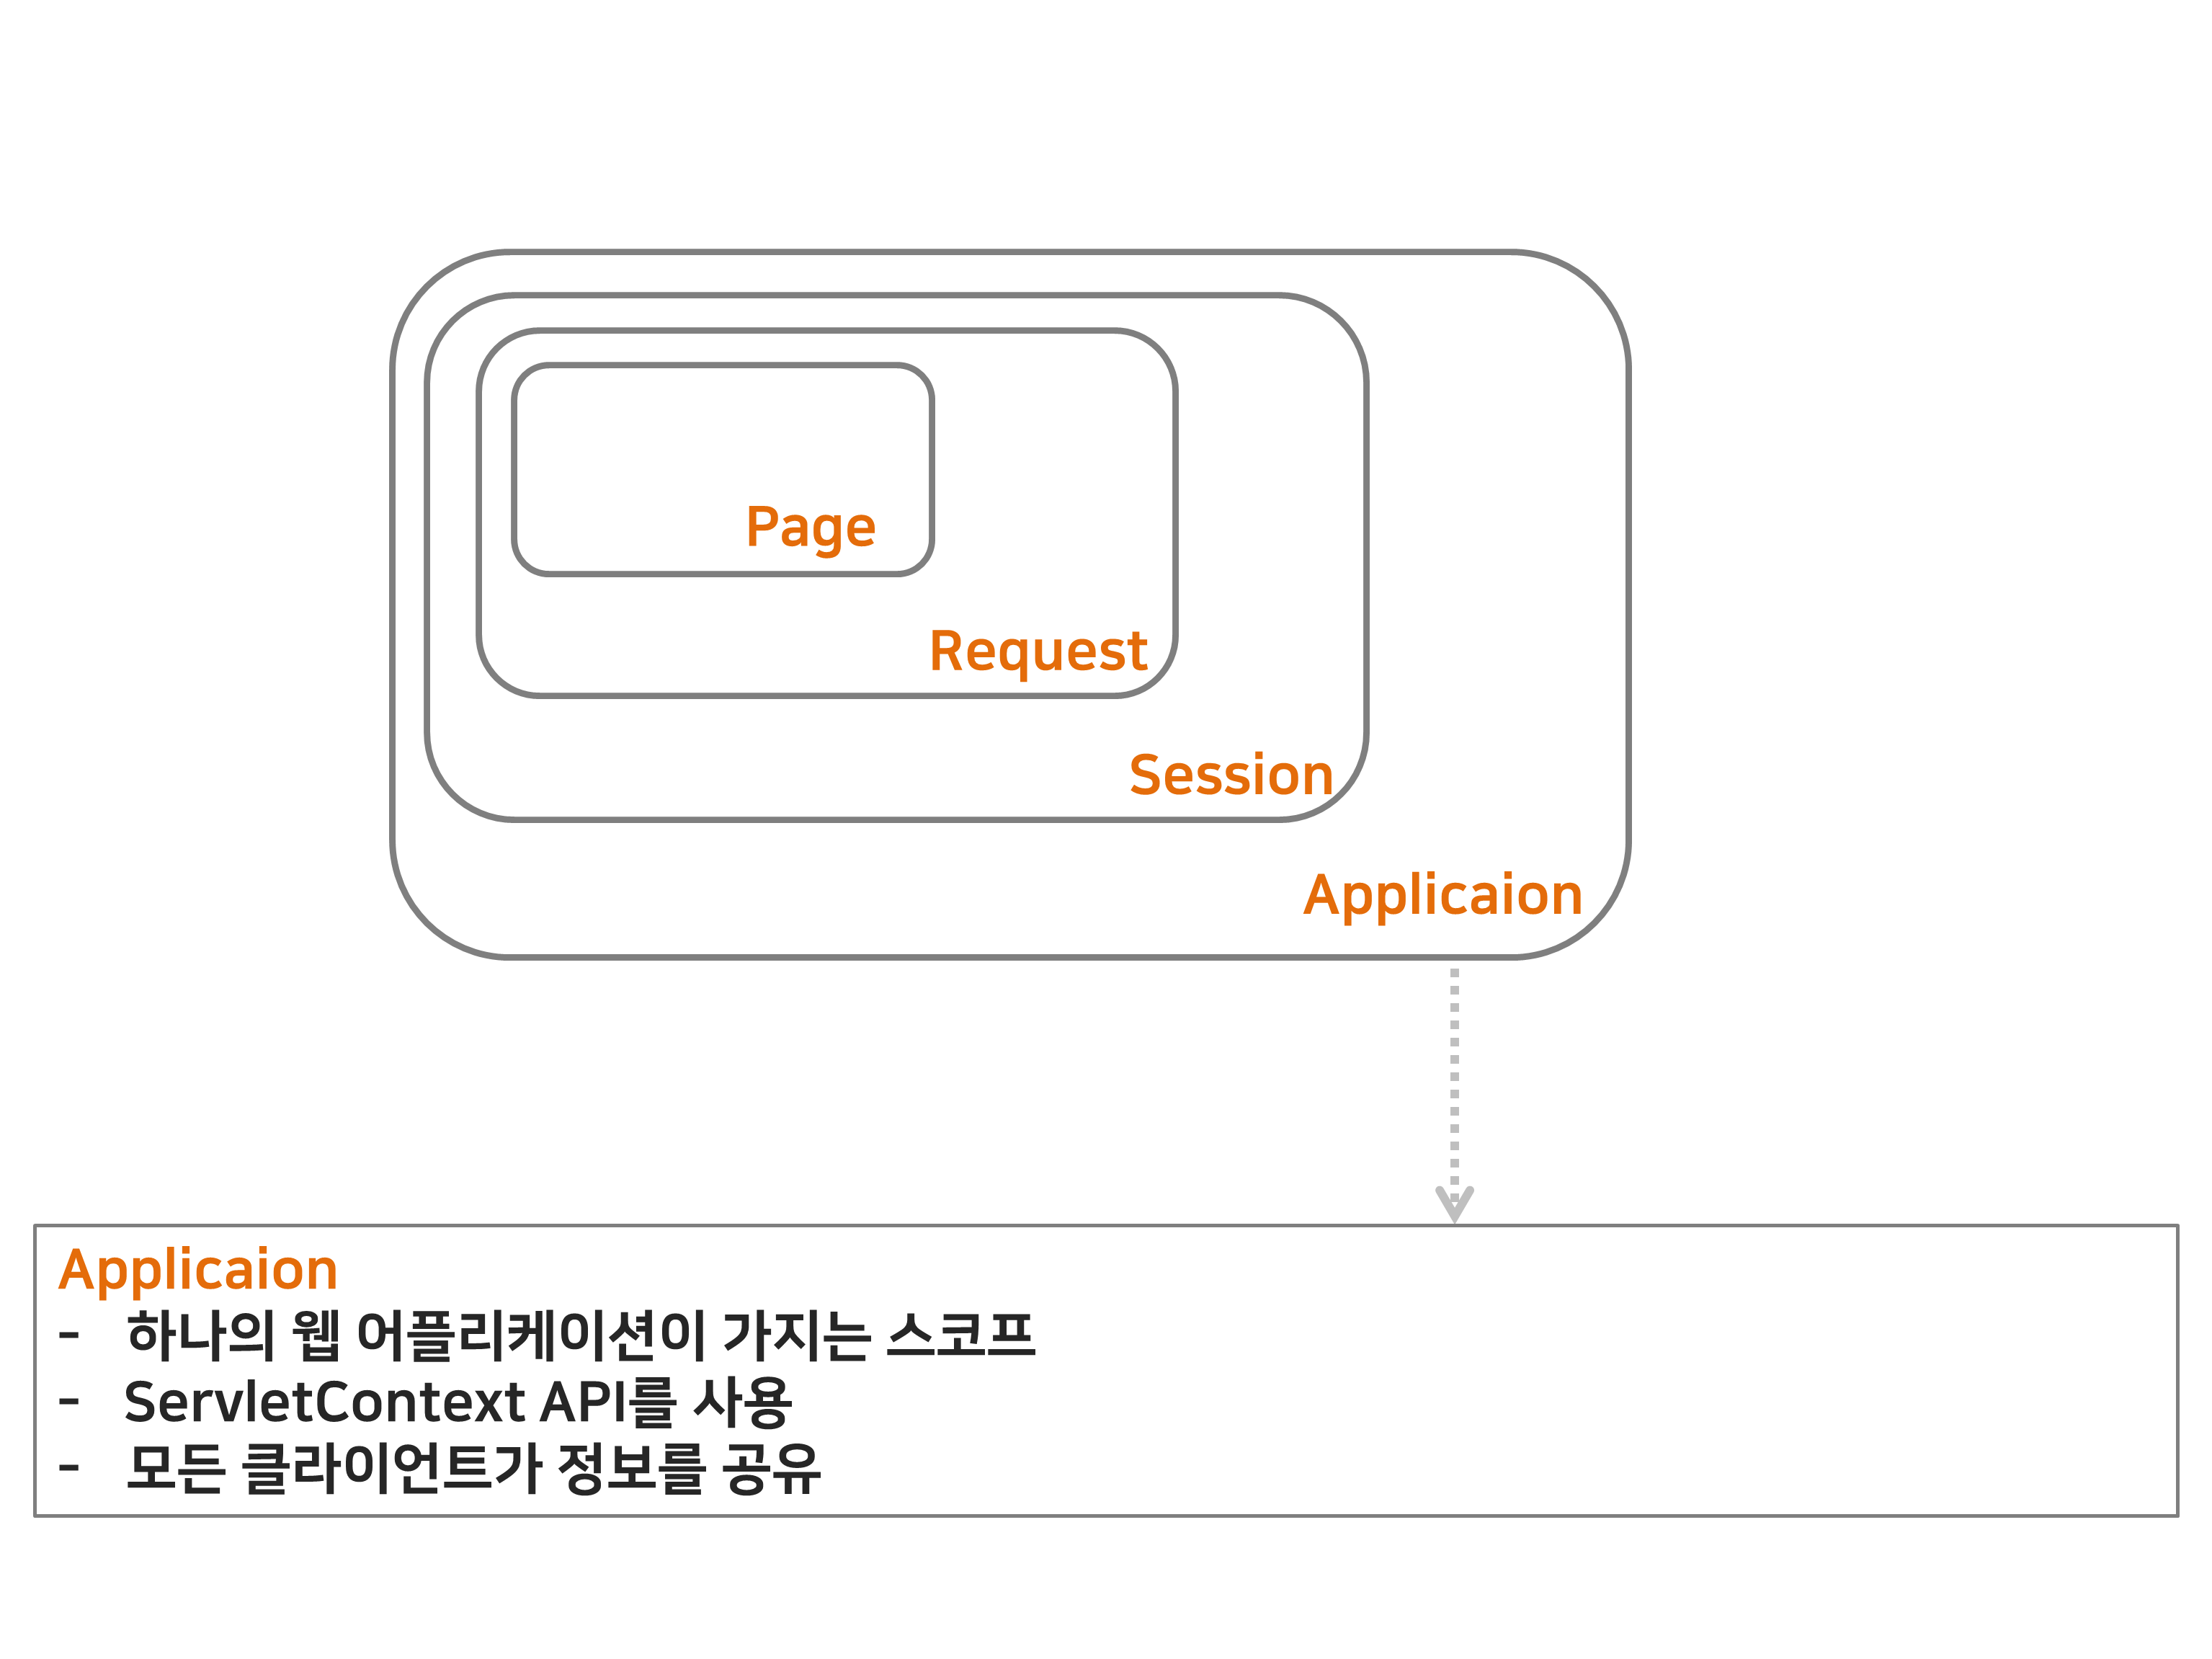 Page
Request
Session
Applicaion
Applicaion
- 하나의 웹 어플리케이션이 가지는 스코프
- ServletContext API를 사용
- 모든 클라이언트가 정보를 공유